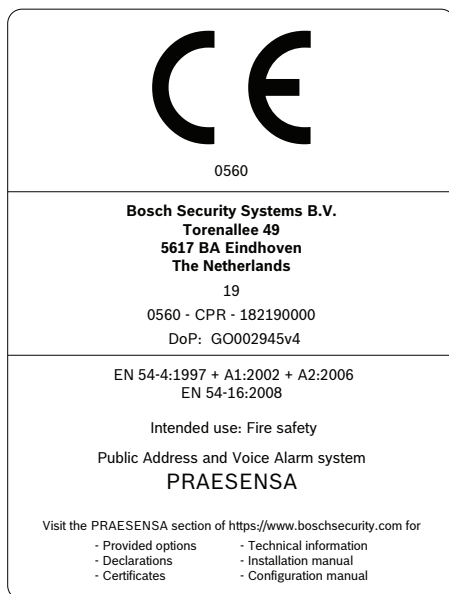 CE
0560
Bosch Security Systems B.V.
Torenallee 49
5617 BA Eindhoven
The Netherlands
19
0560 - CPR - 182190000
DoP: GO002945v4
EN 54-4:1997 + A1:2002 + A2:2006
EN 54-16:2008
Intended use: Fire safety
Public Address and Voice Alarm system
PRAESENSA
Visit the PRAESENSA section of https://www.boschsecurity.com for
- Provided options - Technical information
- Declarations - Installation manual
- Certificates - Configuration manual